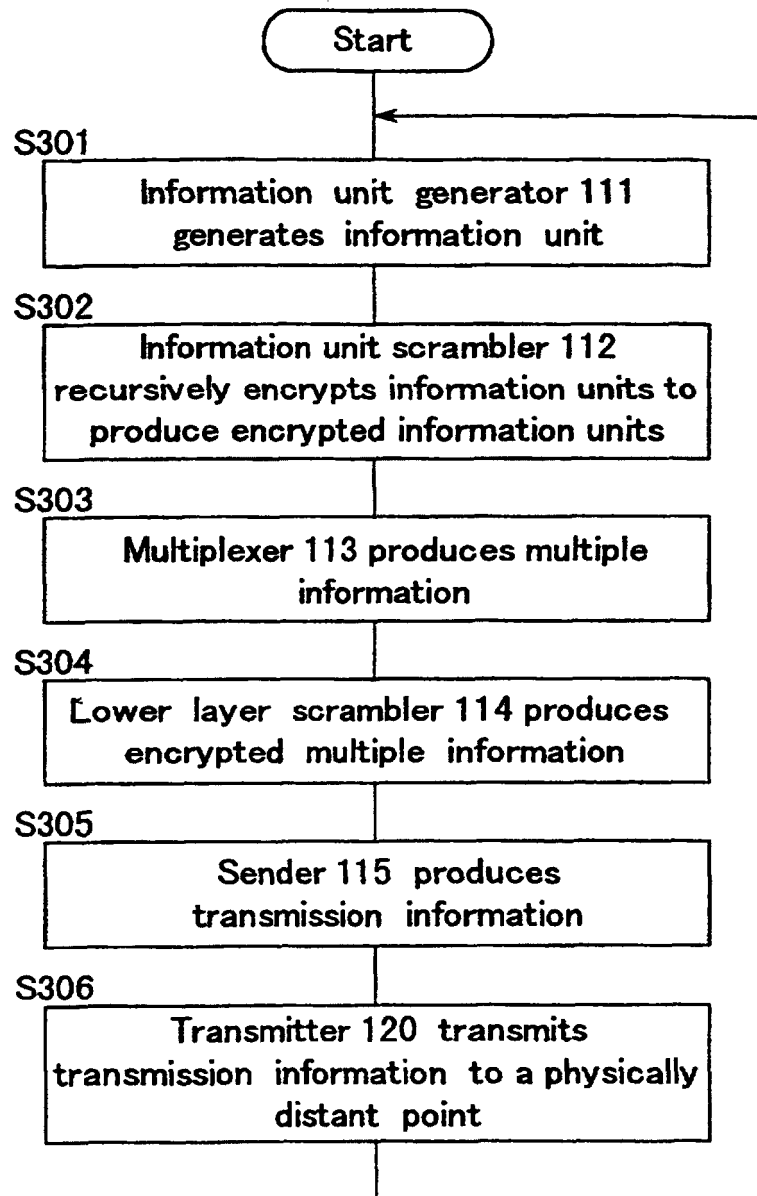 Start
S301
Information unit generator 111
generates information unit
S302
Information unit scrambler 112
recursively encrypts information units to
produce encrypted information units
S303
Multiplexer 113 produces multiple
information
S304
Lower layer scrambler 114 produces
encrypted multiple information
S305
Sender 115 produces
transmission information
S306
Transmitter 120 transmits
transmission information to a physically
distant point